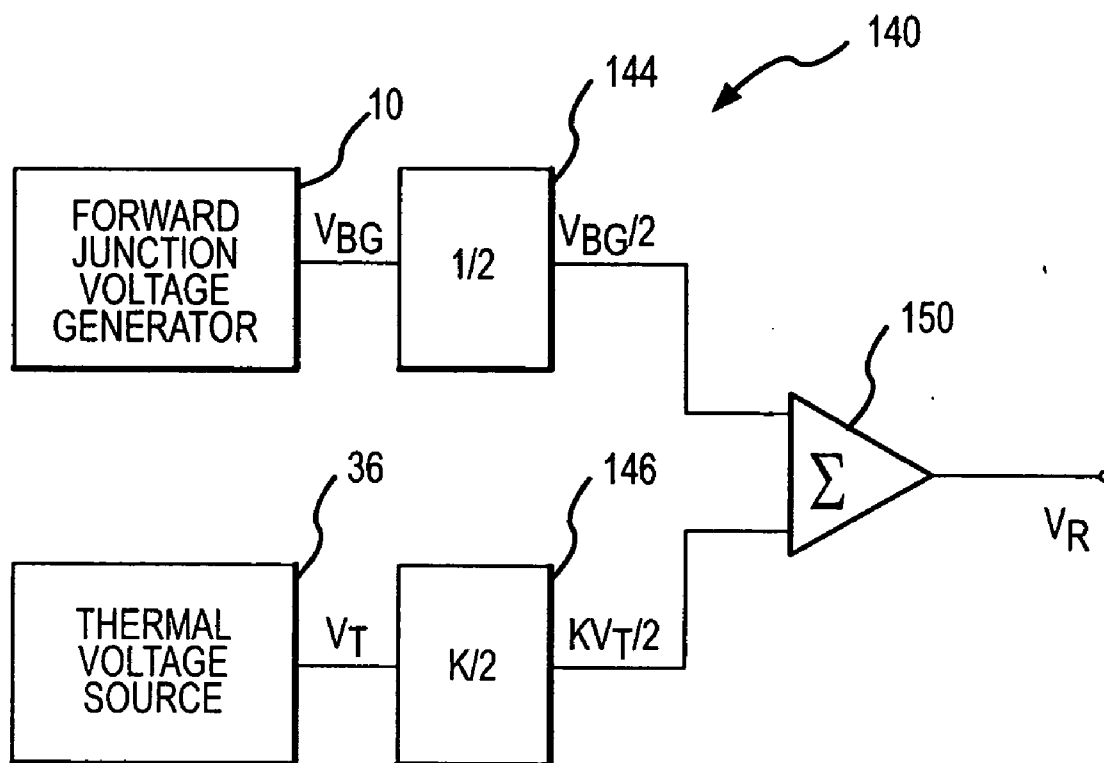 140
144
10
FORWARD
JUNCTION
VOLTAGE
GENERATOR
VBG
1/2
VBG/2
150
Σ
VR
36
146
THERMAL
VOLTAGE
SOURCE
VT
K/2
KVT/2